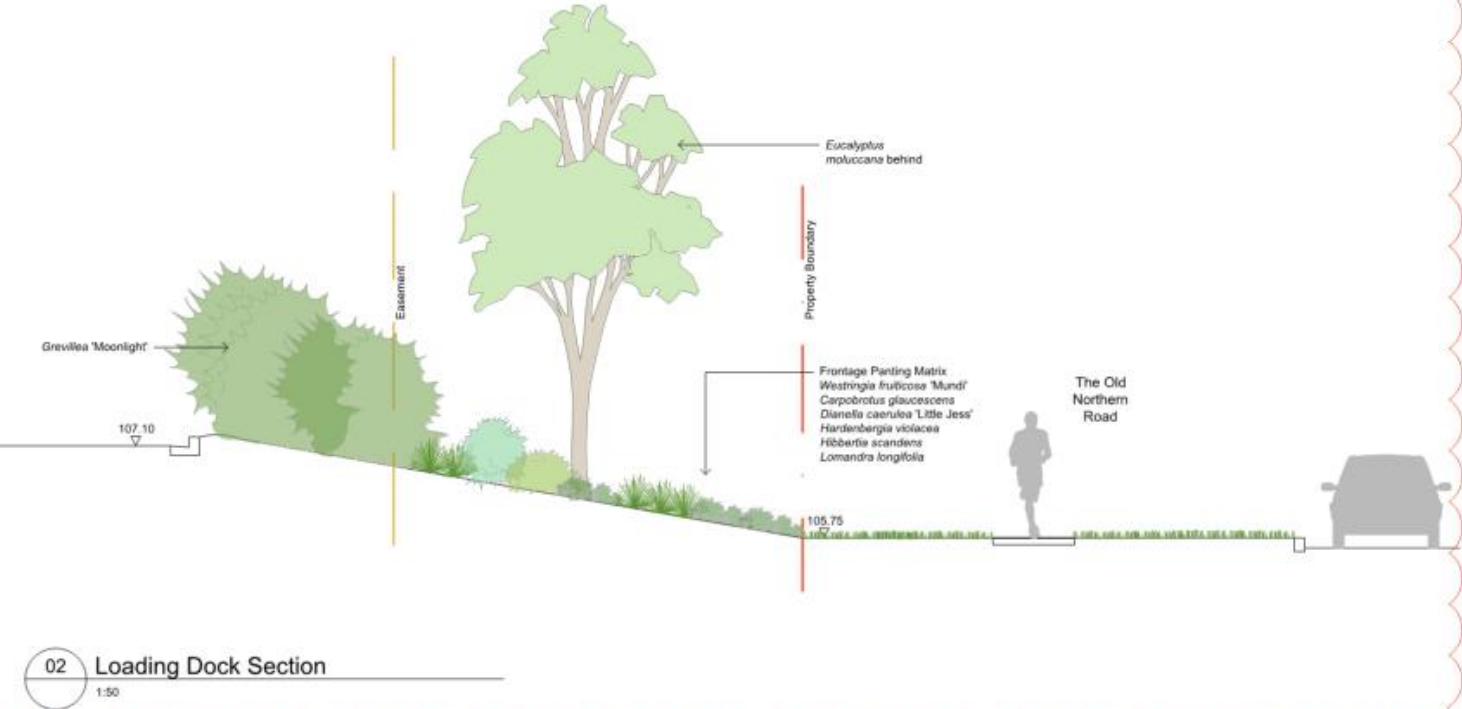 Eucalyptus
moluccana behind
Property Boundary
Easement
Grevillea 'Moonlight'
Frontage Panting Matrix
Westringia fruiticosa 'Mundi'
Carpobrotus glaucescens
Dianella caerulea 'Little Jess'
Hardenbergia violacea
Hibbertia scandens
Lomandra longifolia
The Old
Northern
Road
107.10
105.75
02 Loading Dock Section
1:50